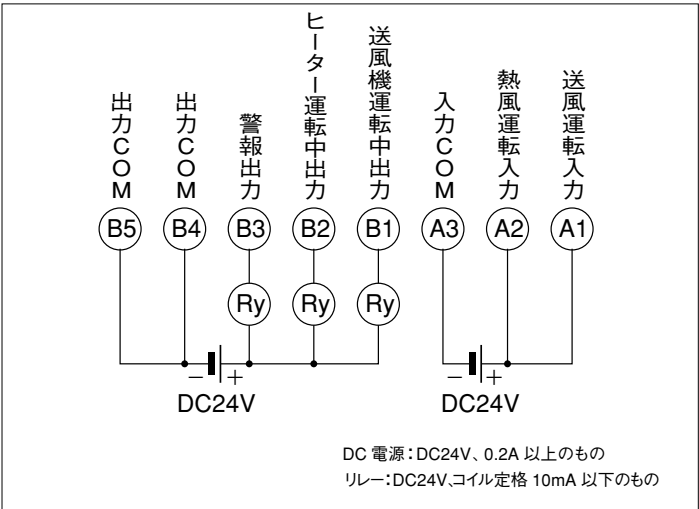 出力COM
出力COM
警報出力
ヒーター運転中出力
送風機運転中出力
入力COM
熱風運転入力
送風運転入力
B5 B4 B3 B2 B1 A3 A2 A1
Ry Ry Ry
− + − +
DC24V DC24V
DC 電源：DC24V、0.2A 以上のもの
リレー：DC24V、コイル定格 10mA 以下のもの